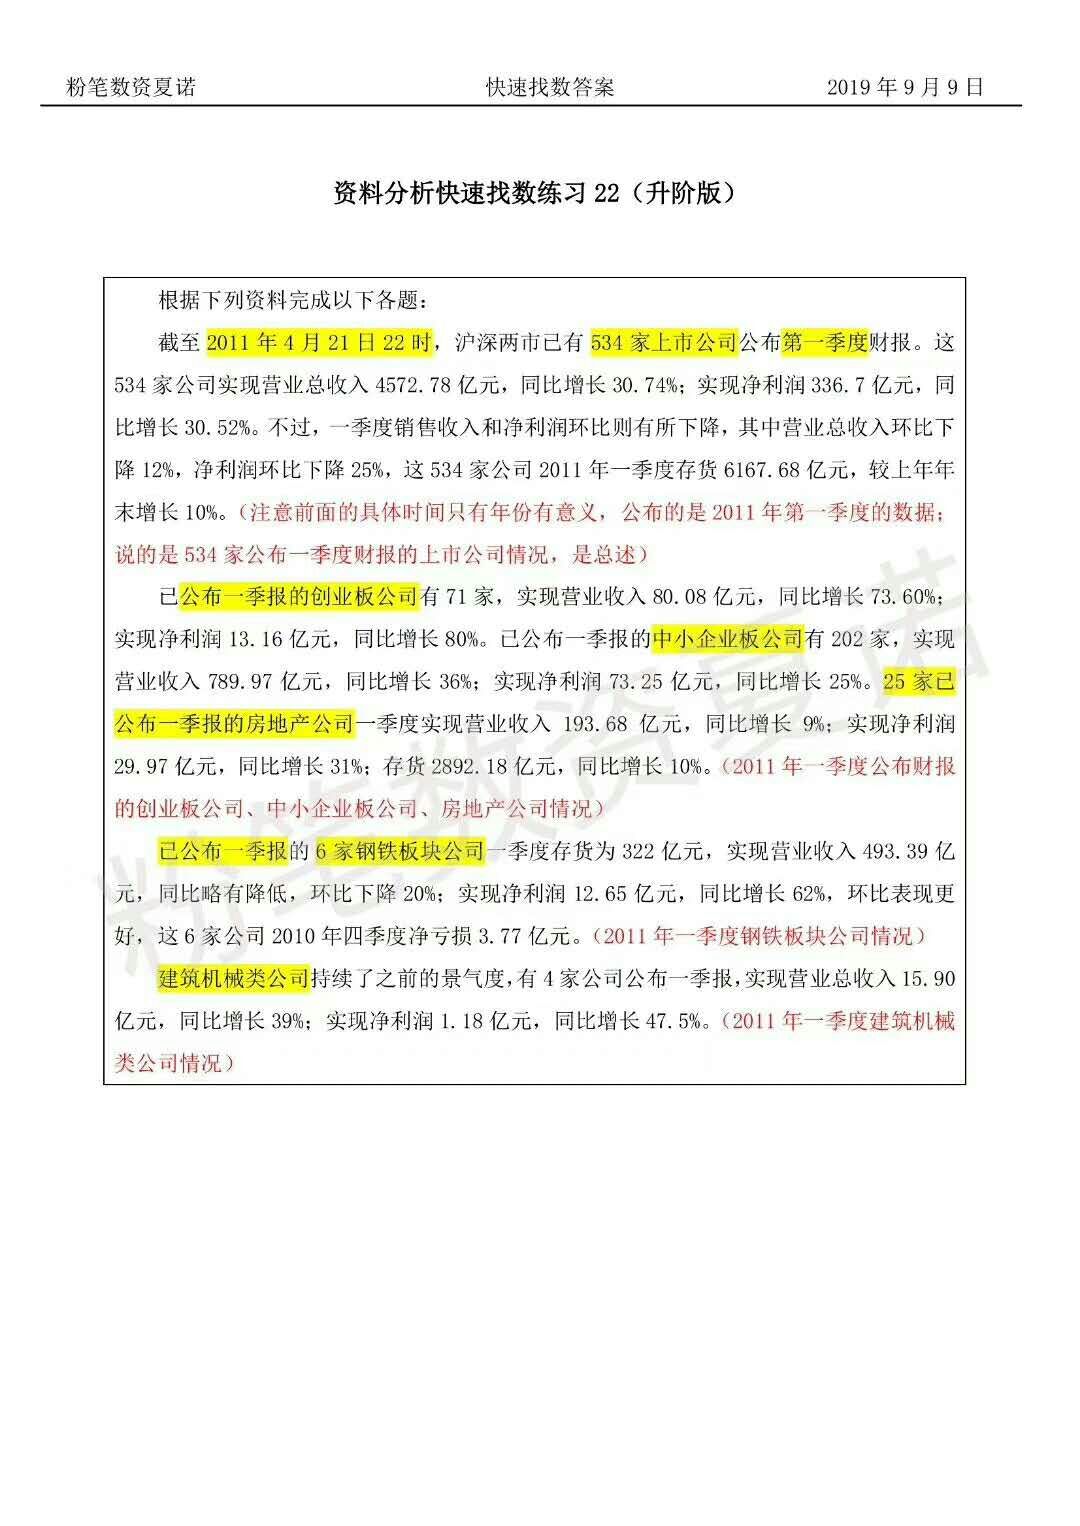 粉笔数资夏诺 快速找数答案 2019 年 9 月 9 日
资料分析快速找数练习 22（升阶版）
根据下列资料完成以下各题：
截至 2011 年 4 月 21 日 22 时，沪深两市已有 534 家上市公司公布第一季度财报。这
534 家公司实现营业总收入 4572.78 亿元，同比增长 30.74%；实现净利润 336.7 亿元，同
比增长 30.52%。不过，一季度销售收入和净利润环比则有所下降，其中营业总收入环比下
降 12%，净利润环比下降 25%，这 534 家公司 2011 年一季度存货 6167.68 亿元，较上年年
末增长 10%。（注意前面的具体时间只有年份有意义，公布的是 2011 年第一季度的数据；
说的是 534 家公布一季度财报的上市公司情况，是总述）
已公布一季报的创业板公司有 71 家，实现营业收入 80.08 亿元，同比增长 73.60%；
实现净利润 13.16 亿元，同比增长 80%。已公布一季报的中小企业板公司有 202 家，实现
营业收入 789.97 亿元，同比增长 36%；实现净利润 73.25 亿元，同比增长 25%。25 家已
公布一季报的房地产公司一季度实现营业收入 193.68 亿元，同比增长 9%；实现净利润
29.97 亿元，同比增长 31%；存货 2892.18 亿元，同比增长 10%。（2011 年一季度公布财报
的创业板公司、中小企业板公司、房地产公司情况）
已公布一季报的 6 家钢铁板块公司一季度存货为 322 亿元，实现营业收入 493.39 亿
元，同比略有降低，环比下降 20%；实现净利润 12.65 亿元，同比增长 62%，环比表现更
好，这 6 家公司 2010 年四季度净亏损 3.77 亿元。（2011 年一季度钢铁板块公司情况）
建筑机械类公司持续了之前的景气度，有 4 家公司公布一季报，实现营业总收入 15.90
亿元，同比增长 39%；实现净利润 1.18 亿元，同比增长 47.5%。（2011 年一季度建筑机械
类公司情况）
粉笔数资夏诺